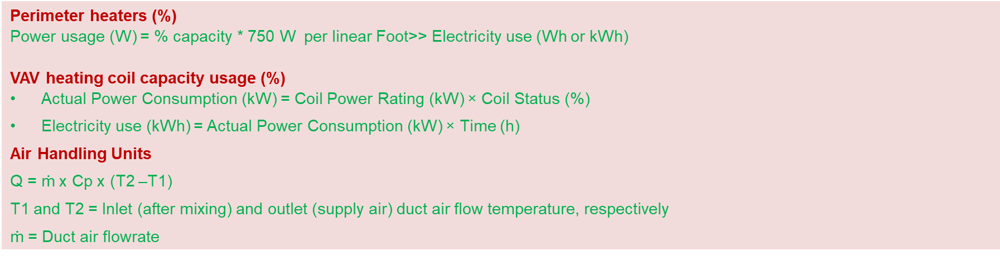 Perimeter heaters (%)
Power usage (W) = % capacity * 750 W  per linear Foot>> Electricity use (Wh or kWh)
VAV heating coil capacity usage (%)
• Actual Power Consumption (kW) = Coil Power Rating (kW) × Coil Status (%)
• Electricity use (kWh) = Actual Power Consumption (kW) × Time (h)
Air Handling Units
Q = ṁ x Cp x (T2 –T1)
T1 and T2 = Inlet (after mixing) and outlet (supply air) duct air flow temperature, respectively
ṁ = Duct air flowrate